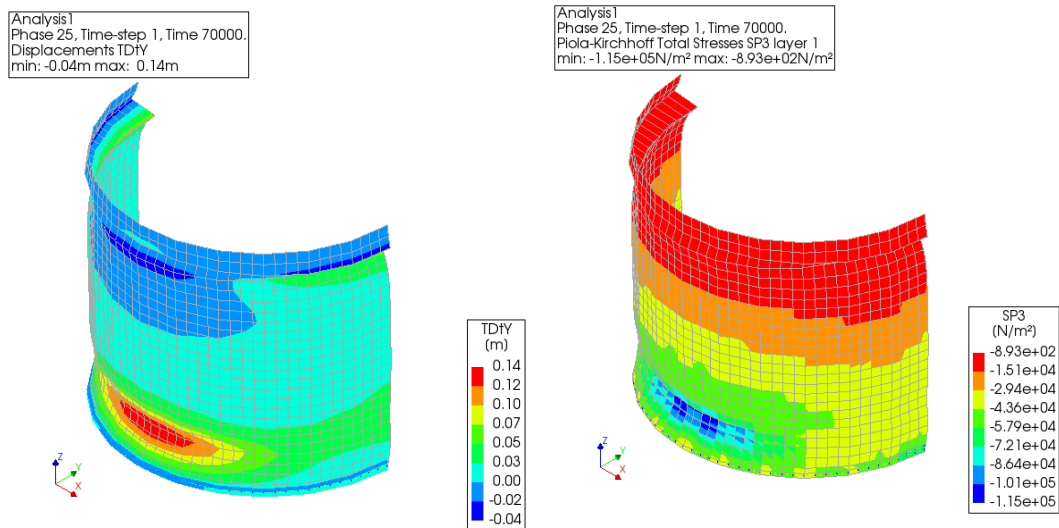 Analysis1
Phase 25, Time-step 1, Time 70000.
Displacements TDtY
min: -0.04m max: 0.14m
Analysis1
Phase 25, Time-step 1, Time 70000.
Piola-Kirchhoff Total Stresses SP3 layer 1
min: -1.15e+05N/m² max: -8.93e+02N/m²
TDtY
(m)
0.14
0.12
0.10
0.07
0.05
0.03
0.00
-0.02
-0.04
SP3
(N/m²)
-8.93e+02
-1.51e+04
-2.94e+04
-4.36e+04
-5.79e+04
-7.21e+04
-8.64e+04
-1.01e+05
-1.15e+05
Z
Y
X
Z
Y
X